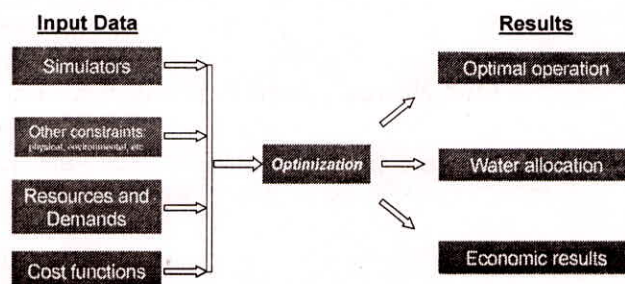 Input Data
Simulators
Other constraints:
physical, environmental, etc
Resources and
Demands
Cost functions
Optimization
Results
Optimal operation
Water allocation
Economic results